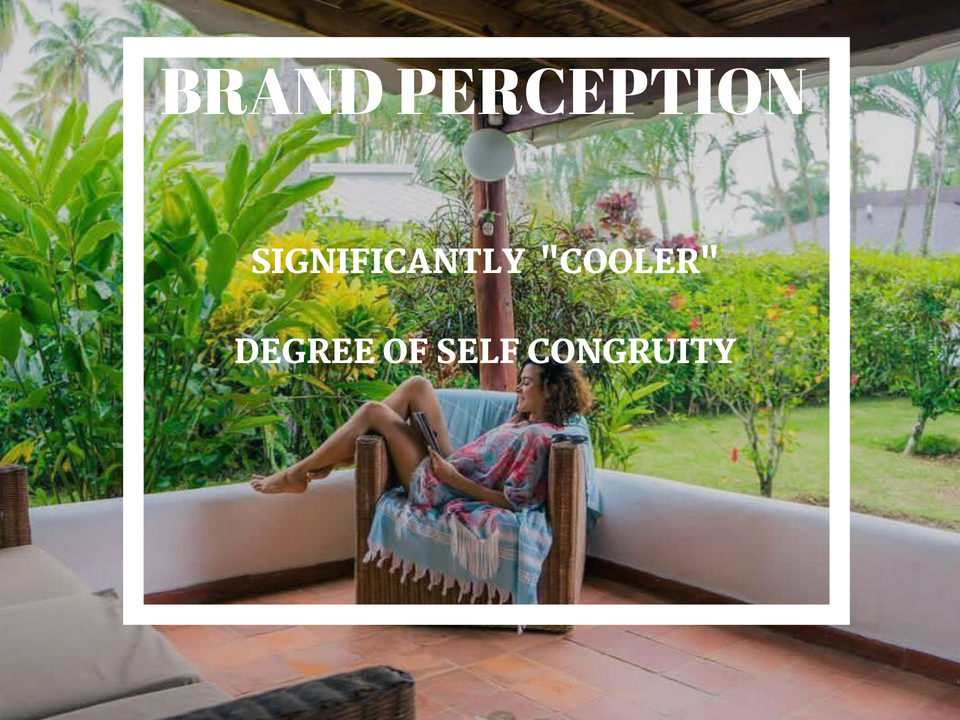 BRAND PERCEPTION
SIGNIFICANTLY "COOLER"
DEGREE OF SELF CONGRUITY